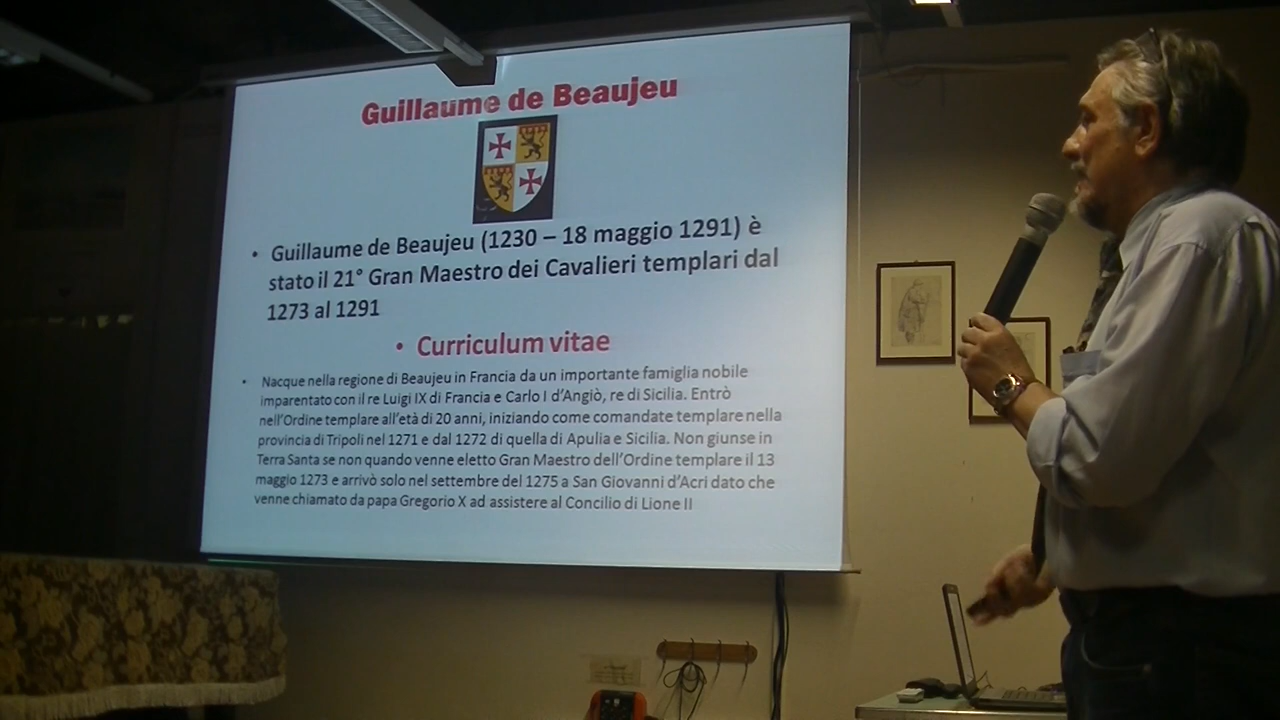 Guillaume de Beaujeu
• Guillaume de Beaujeu (1230 – 18 maggio 1291) è
stato il 21° Gran Maestro dei Cavalieri templari dal
1273 al 1291
• Curriculum vitae
• Nacque nella regione di Beaujeu in Francia da un importante famiglia nobile
imparentato con il re Luigi IX di Francia e Carlo I d'Angiò, re di Sicilia. Entrò
nell'Ordine templare all'età di 20 anni, iniziando come comandate templare nella
provincia di Tripoli nel 1271 e dal 1272 di quella di Apulia e Sicilia. Non giunse in
Terra Santa se non quando venne eletto Gran Maestro dell'Ordine templare il 13
maggio 1273 e arrivò solo nel settembre del 1275 a San Giovanni d'Acri dato che
venne chiamato da papa Gregorio X ad assistere al Concilio di Lione II